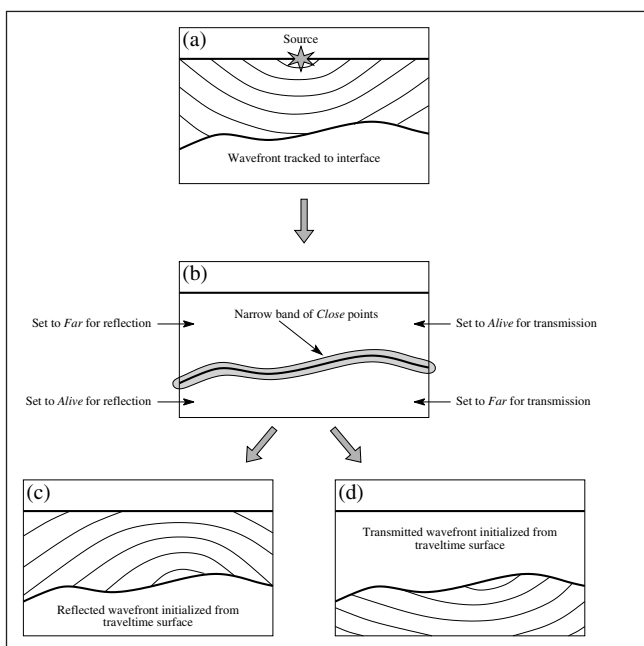 (a)
Source
Wavefront tracked to interface
(b)
Set to Far for reflection
Narrow band of Close points
Set to Alive for transmission
Set to Alive for reflection
Set to Far for transmission
(c)
Reflected wavefront initialized from
traveltime surface
(d)
Transmitted wavefront initialized from
traveltime surface